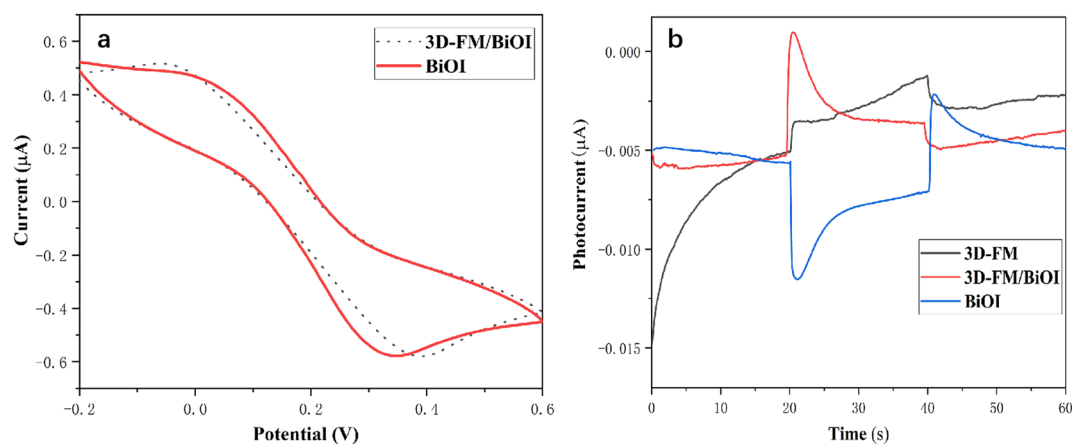 a
3D-FM/BiOI
BiOI
0.6
0.4
0.2
0.0
-0.2
-0.4
-0.6
Current (μA)
-0.2
0.0
0.2
0.4
0.6
Potential (V)
b
0.000
-0.005
-0.010
-0.015
Photocurrent (μA)
3D-FM
3D-FM/BiOI
BiOI
0
10
20
30
40
50
60
Time (s)